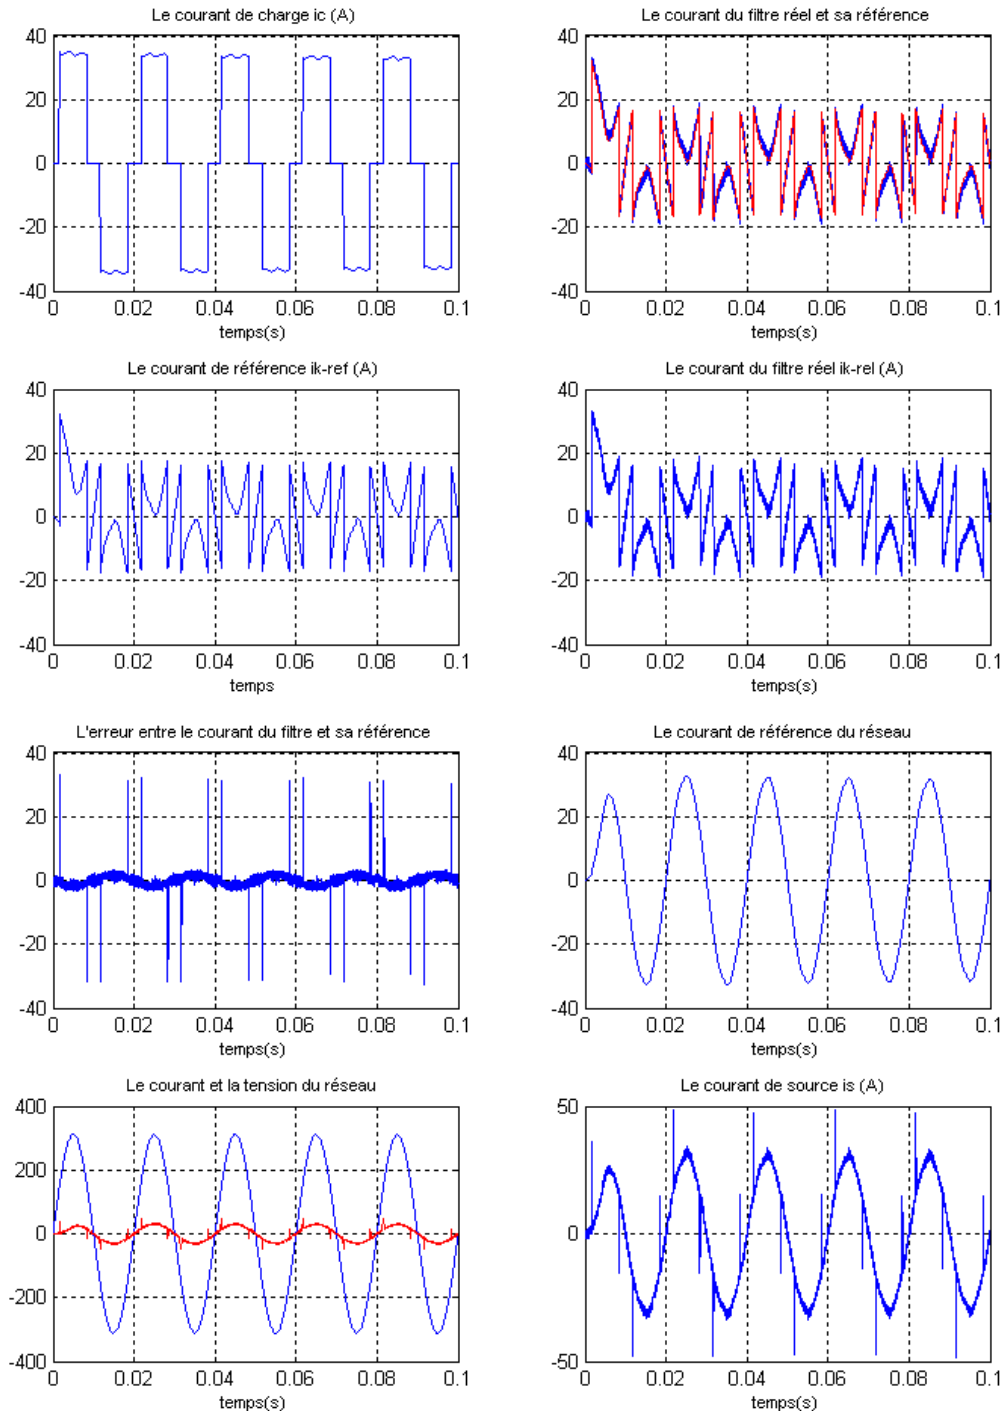 Le courant de charge ic (A)
40
20
0
-20
-40
0 0.02 0.04 0.06 0.08 0.1
temps(s)
Le courant du filtre réel et sa référence
40
20
0
-20
-40
0 0.02 0.04 0.06 0.08 0.1
temps(s)
Le courant de référence ik-ref (A)
40
20
0
-20
-40
0 0.02 0.04 0.06 0.08 0.1
temps
Le courant du filtre réel ik-rel (A)
40
20
0
-20
-40
0 0.02 0.04 0.06 0.08 0.1
temps(s)
L'erreur entre le courant du filtre et sa référence
40
20
0
-20
-40
0 0.02 0.04 0.06 0.08 0.1
temps(s)
Le courant de référence du réseau
40
20
0
-20
-40
0 0.02 0.04 0.06 0.08 0.1
temps(s)
Le courant et la tension du réseau
400
200
0
-200
-400
0 0.02 0.04 0.06 0.08 0.1
temps(s)
Le courant de source is (A)
50
0
-50
0 0.02 0.04 0.06 0.08 0.1
temps(s)